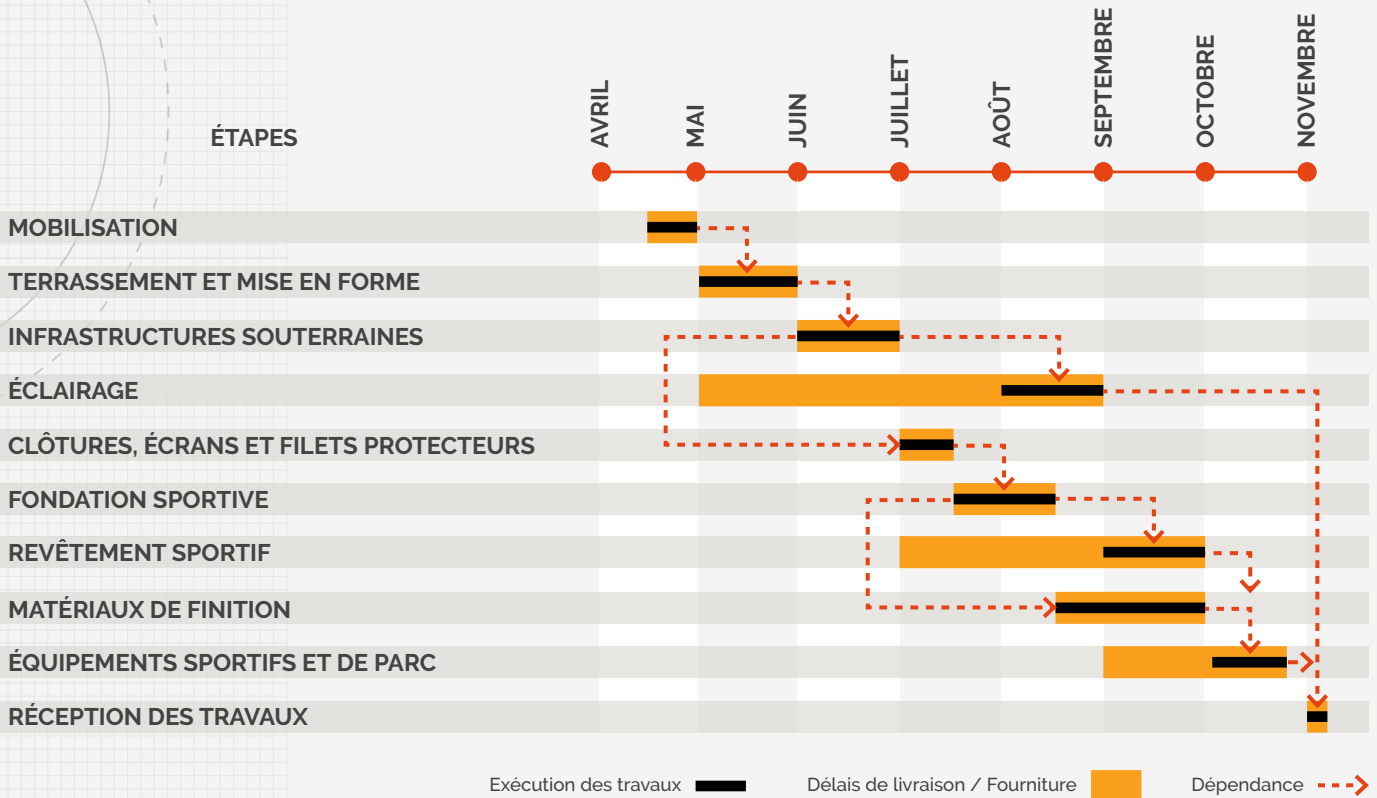 ÉTAPES
AVRIL
MAI
JUIN
JUILLET
AOÛT
SEPTEMBRE
OCTOBRE
NOVEMBRE
MOBILISATION
TERRASSEMENT ET MISE EN FORME
INFRASTRUCTURES SOUTERRAINES
ÉCLAIRAGE
CLÔTURES, ÉCRANS ET FILETS PROTECTEURS
FONDATION SPORTIVE
REVÊTEMENT SPORTIF
MATÉRIAUX DE FINITION
ÉQUIPEMENTS SPORTIFS ET DE PARC
RÉCEPTION DES TRAVAUX
Exécution des travaux
Délais de livraison / Fourniture
Dépendance